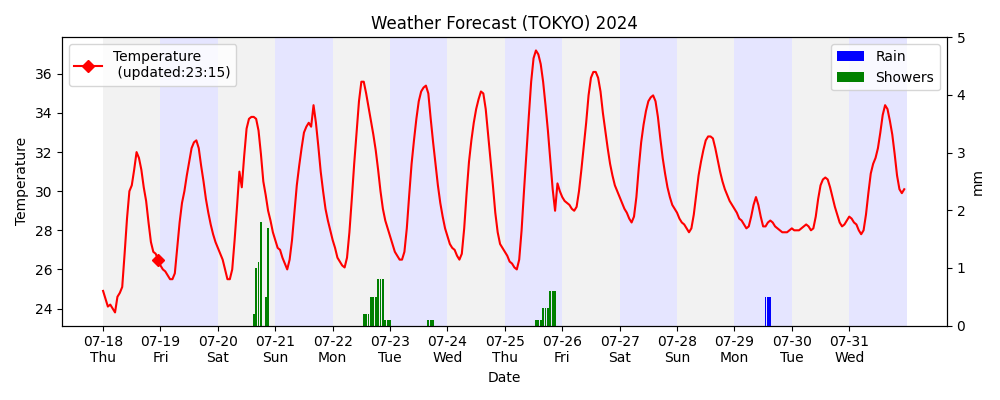 Weather Forecast (TOKYO) 2024
Temperature
(updated:23:15)
Rain
Showers
Temperature
36
34
32
30
28
26
24
5
4
3
2
1
0
mm
07-18 07-19 07-20 07-21 07-22 07-23 07-24 07-25 07-26 07-27 07-28 07-29 07-30 07-31
Thu Fri Sat Sun Mon Tue Wed Thu Fri Sat Sun Mon Tue Wed
Date